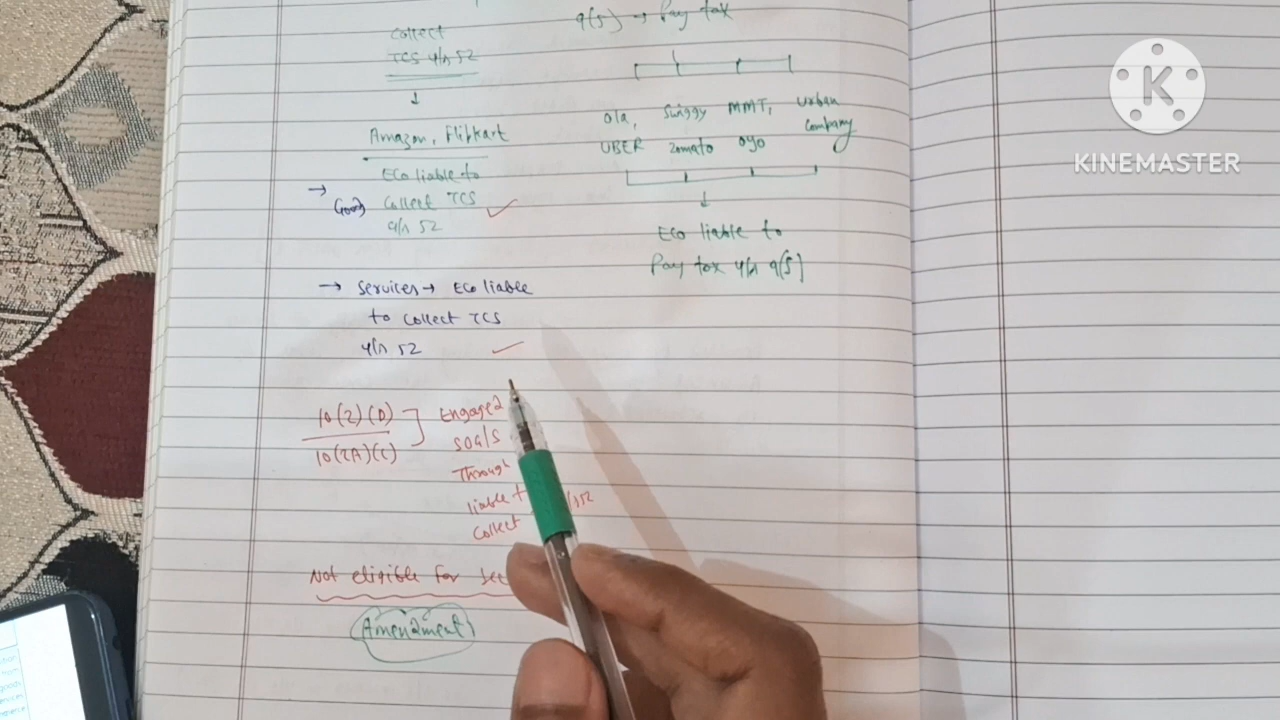 collect
TCS u/s 52
Amazon, Flipkart
Eco liable to
Goods collect TCS
u/s 52
→ services → Eco liable
to collect TCS
u/s 52
10(2)(D)
10(2A)(C)
Engaged
SOG/S
Through
liable t
collect
Not eligible for sec
Amendment
9(5) → Pay tax
Ola, Swiggy MMT, Urban
UBER Zomato Oyo Company
Eco liable to
Pay tax u/s 9(5)
K
KINEMASTER